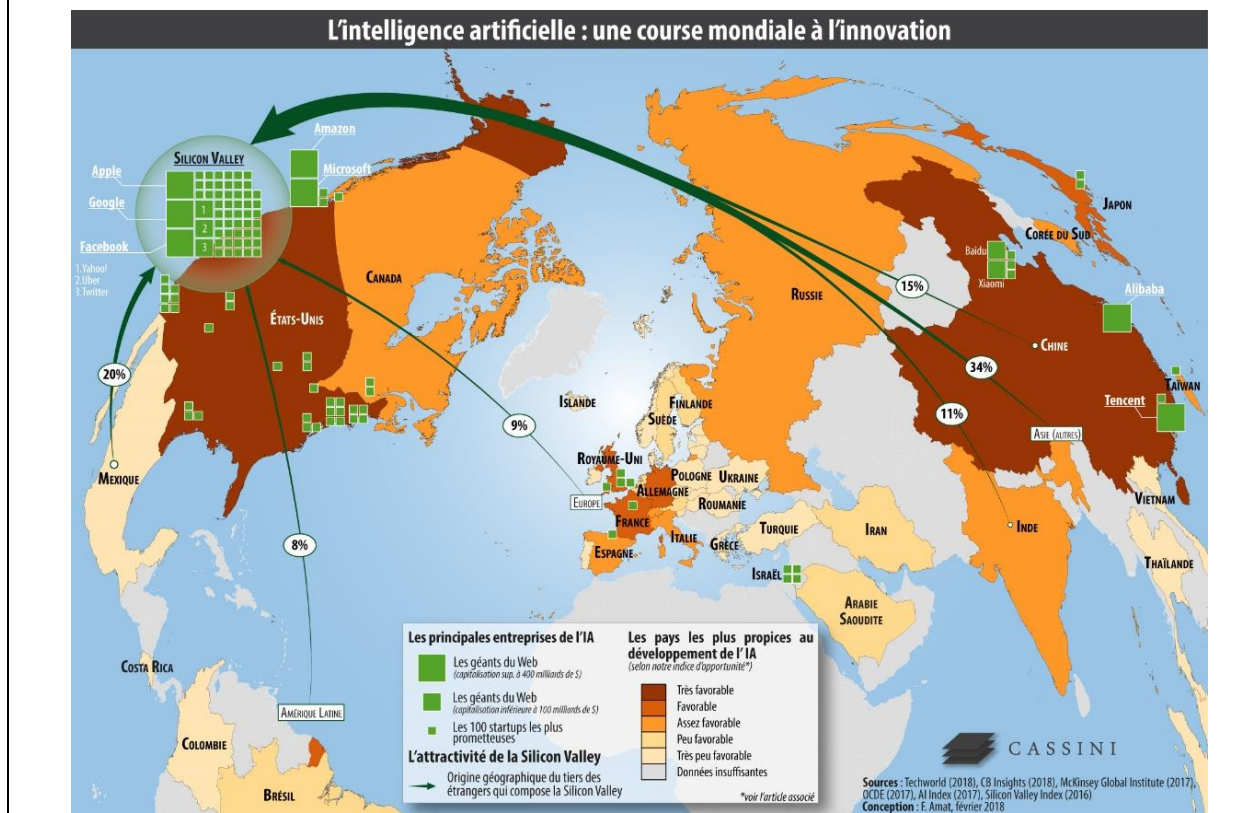 L'intelligence artificielle : une course mondiale à l'innovation
Amazon
SILICON VALLEY
Apple
Microsoft
Google
1
2
Facebook
3
1.Yahoo!
2.Uber
3.Twitter
CANADA
ÉTATS-UNIS
RUSSIE
JAPON
CORÉE DU SUD
Baidu
Xiaomi
15%
Alibaba
CHINE
20%
34%
TAÏWAN
Tencent
11%
ASIE (AUTRES)
ISLANDE
FINLANDE
SUÈDE
9%
ROYAUME-UNI
POLOGNE
UKRAINE
MEXIQUE
ALLEMAGNE
EUROPE
ROUMANIE
VIETNAM
FRANCE
TURQUIE
IRAN
INDE
ITALIE
GRÈCE
ESPAGNE
8%
ISRAËL
THAÏLANDE
ARABIE
SAOUDITE
COSTA RICA
AMÉRIQUE LATINE
COLOMBIE
BRÉSIL
Les principales entreprises de l'IA
Les géants du Web
(capitalisation sup. à 400 milliards de $)
Les géants du Web
(capitalisation inférieure à 100 milliards de $)
Les 100 startups les plus
prometteuses
L'attractivité de la Silicon Valley
Origine géographique du tiers des
étrangers qui compose la Silicon Valley
Les pays les plus propices au
développement de l'IA
(selon notre indice d'opportunité*)
Très favorable
Favorable
Assez favorable
Peu favorable
Très peu favorable
Données insuffisantes
*voir l'article associé
CASSINI
Sources : Techworld (2018), CB Insights (2018), McKinsey Global Institute (2017),
OCDE (2017), AI Index (2017), Silicon Valley Index (2016)
Conception : F. Amat, février 2018